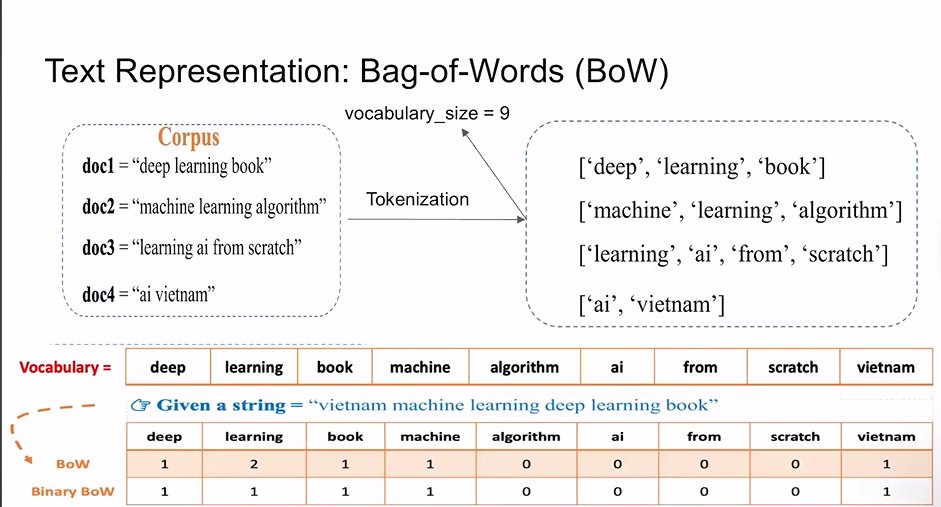 Text Representation: Bag-of-Words (BoW)
vocabulary_size = 9
Corpus
doc1 = “deep learning book”
doc2 = “machine learning algorithm”
doc3 = “learning ai from scratch”
doc4 = “ai vietnam”
Tokenization
[‘deep’, ‘learning’, ‘book’]
[‘machine’, ‘learning’, ‘algorithm’]
[‘learning’, ‘ai’, ‘from’, ‘scratch’]
[‘ai’, ‘vietnam’]
Vocabulary = deep learning book machine algorithm ai from scratch vietnam
☞ Given a string = “vietnam machine learning deep learning book”
deep learning book machine algorithm ai from scratch vietnam
BoW 1 2 1 1 0 0 0 0 1
Binary BoW 1 1 1 1 0 0 0 0 1